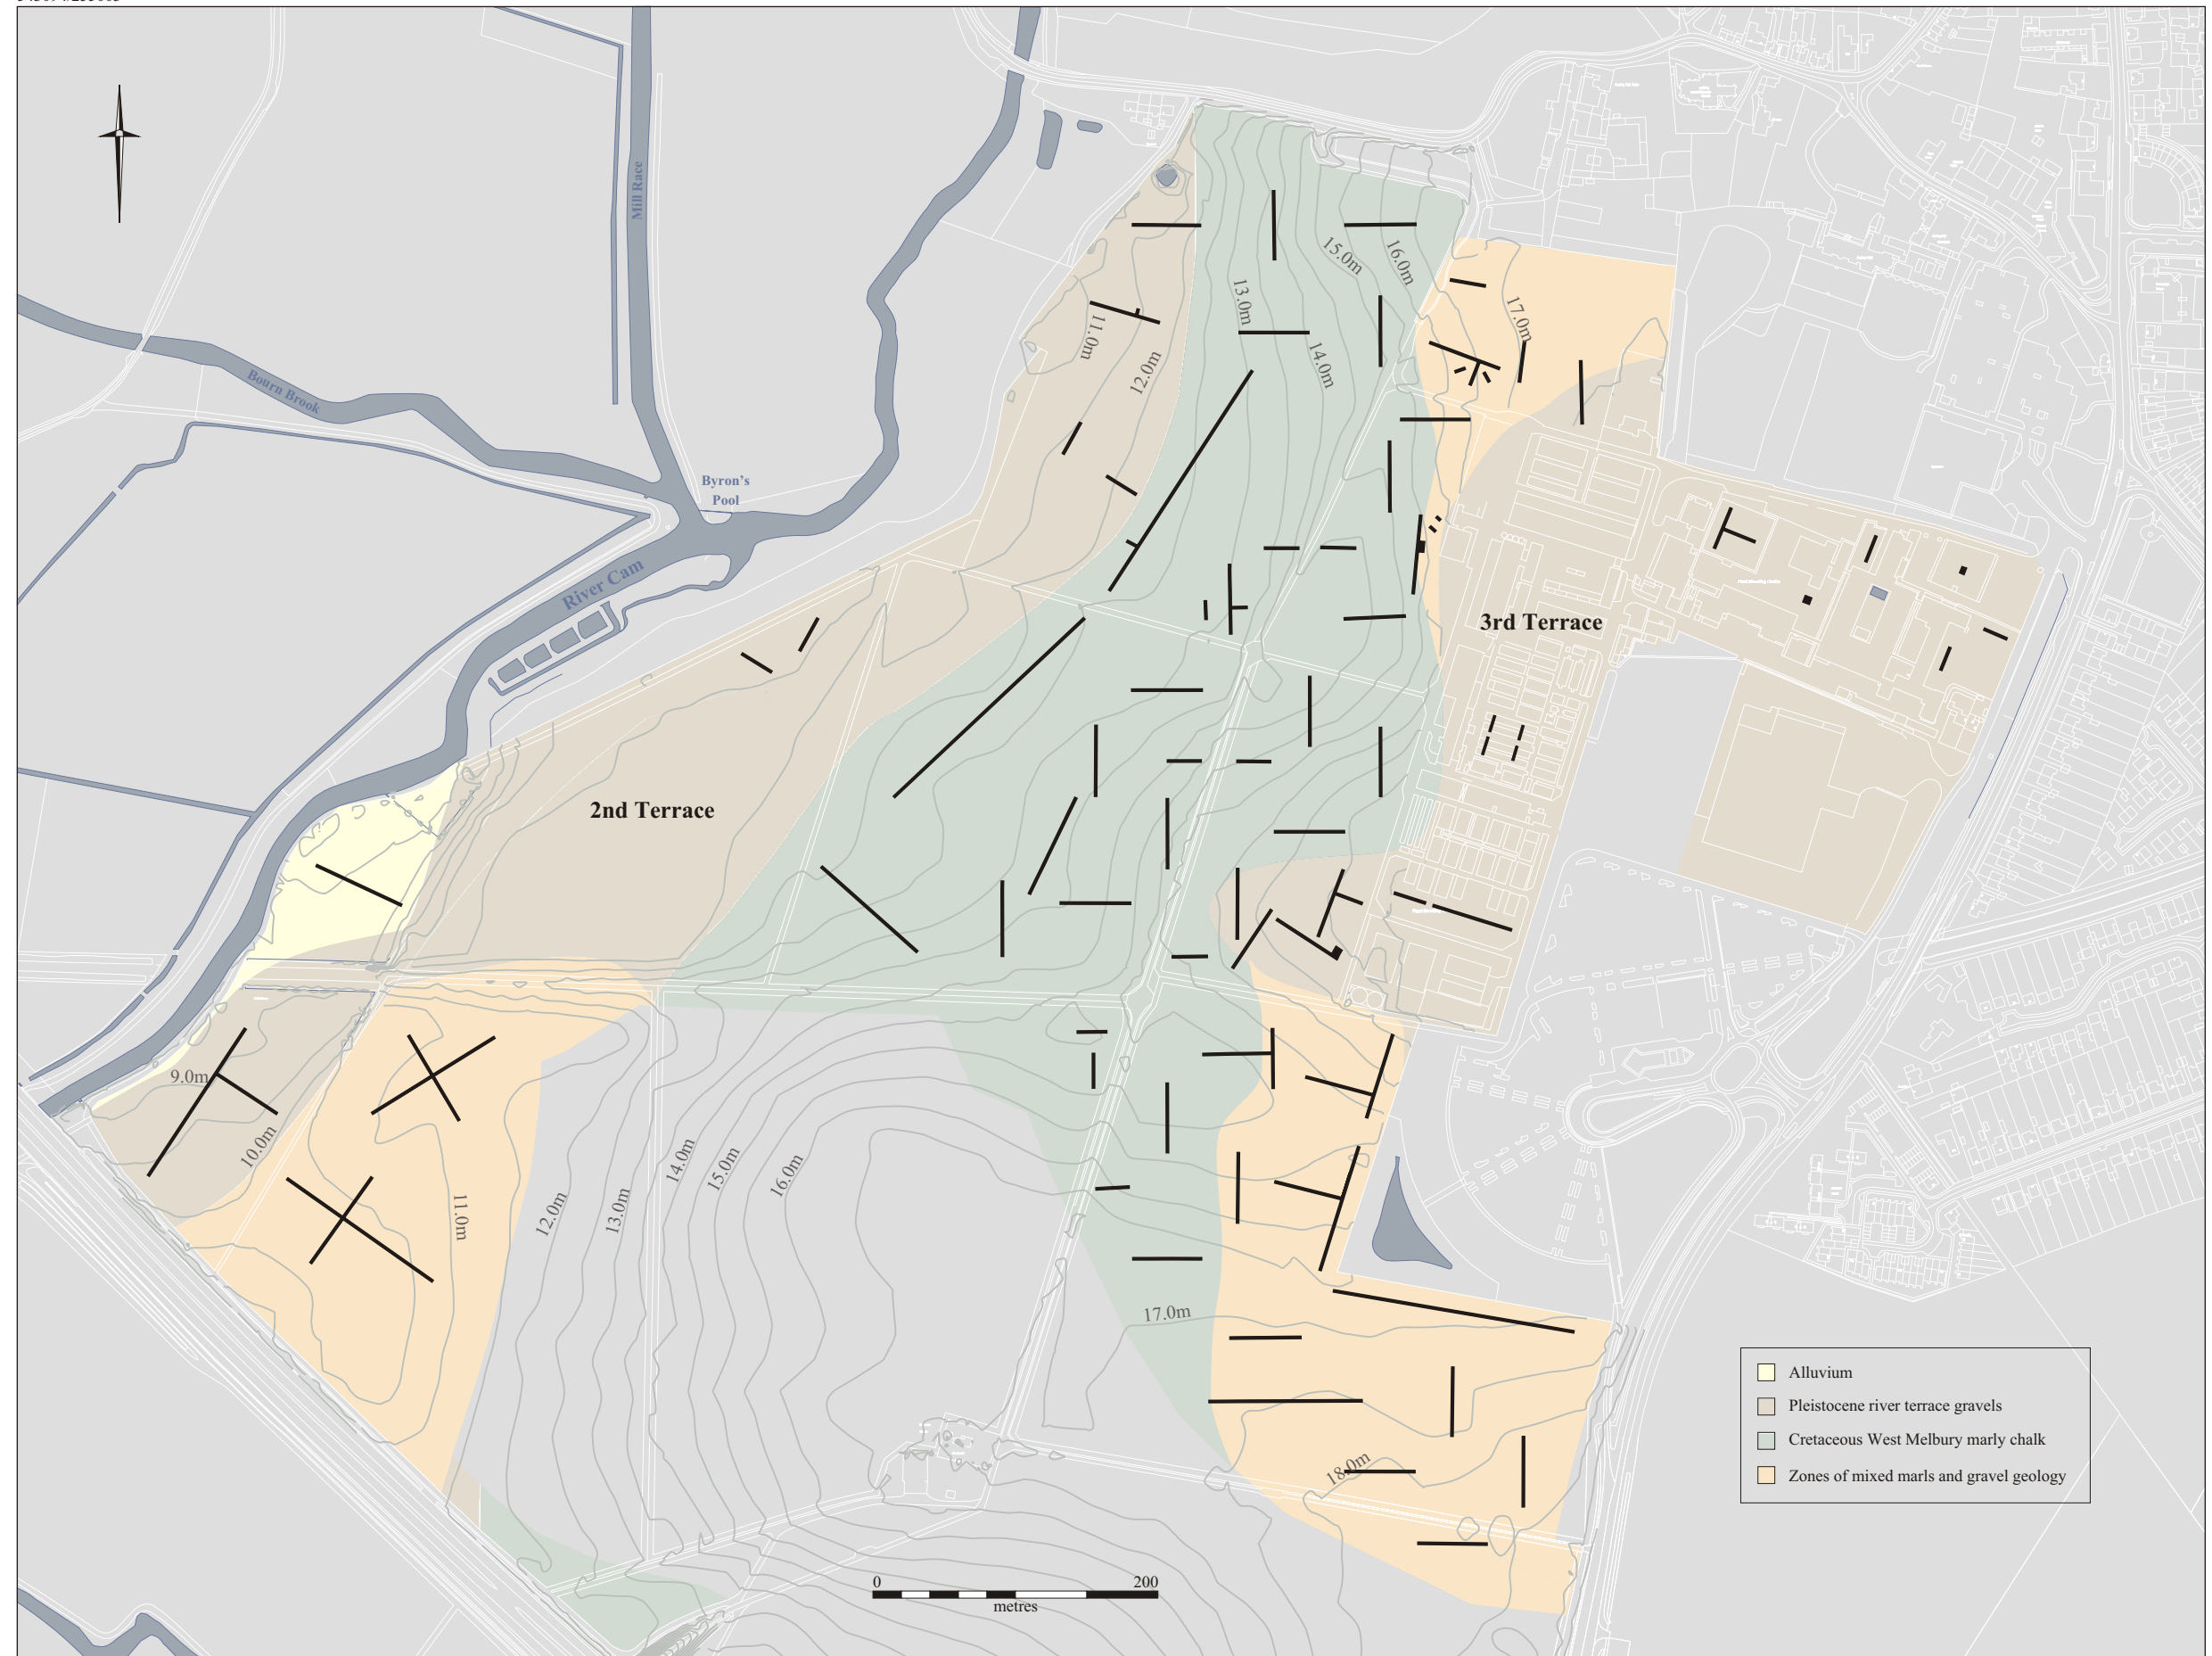 Mill Race
Bourn Brook
Byron's
Pool
River Cam
15.0m
16.0m
13.0m
17.0m
11.0m
14.0m
12.0m
3rd Terrace
2nd Terrace
9.0m
10.0m
11.0m
12.0m
13.0m
14.0m
15.0m
16.0m
17.0m
18.0m
Alluvium
Pleistocene river terrace gravels
Cretaceous West Melbury marly chalk
Zones of mixed marls and gravel geology
0 200
metres